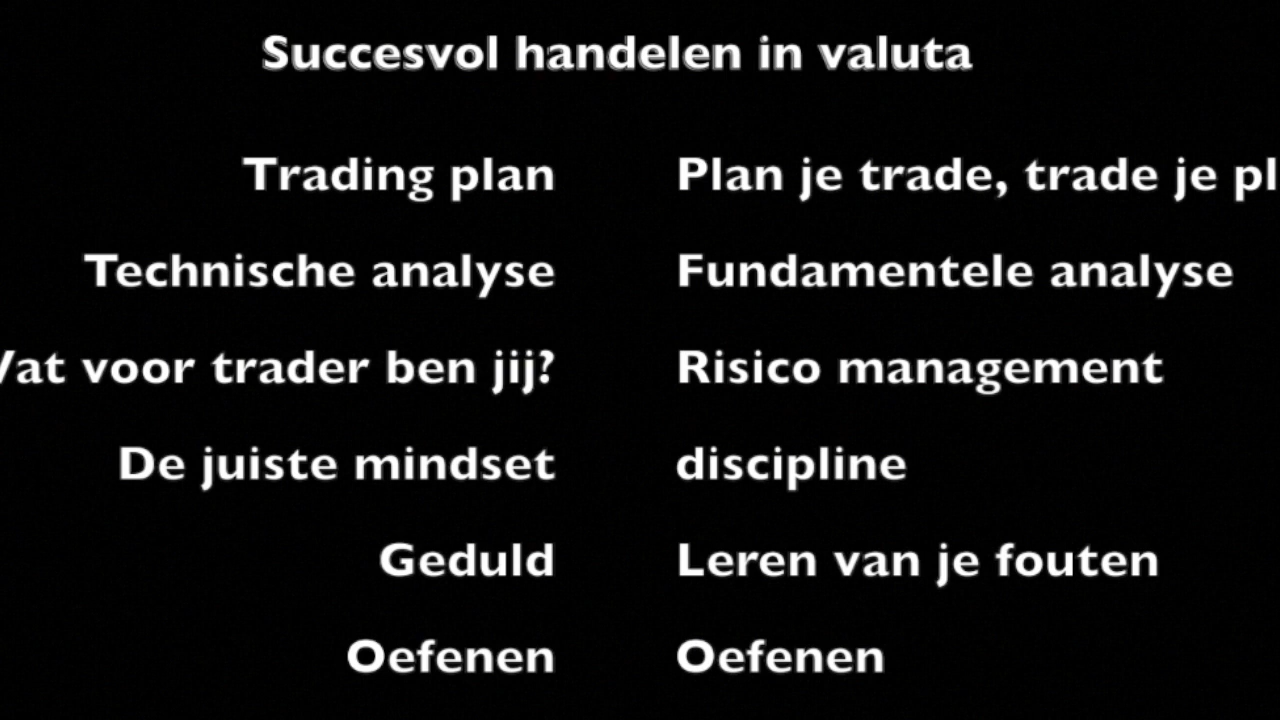 Succesvol handelen in valuta
Trading plan Plan je trade, trade je pl
Technische analyse Fundamentele analyse
voor trader ben jij? Risico management
De juiste mindset discipline
Geduld Leren van je fouten
Oefenen Oefenen